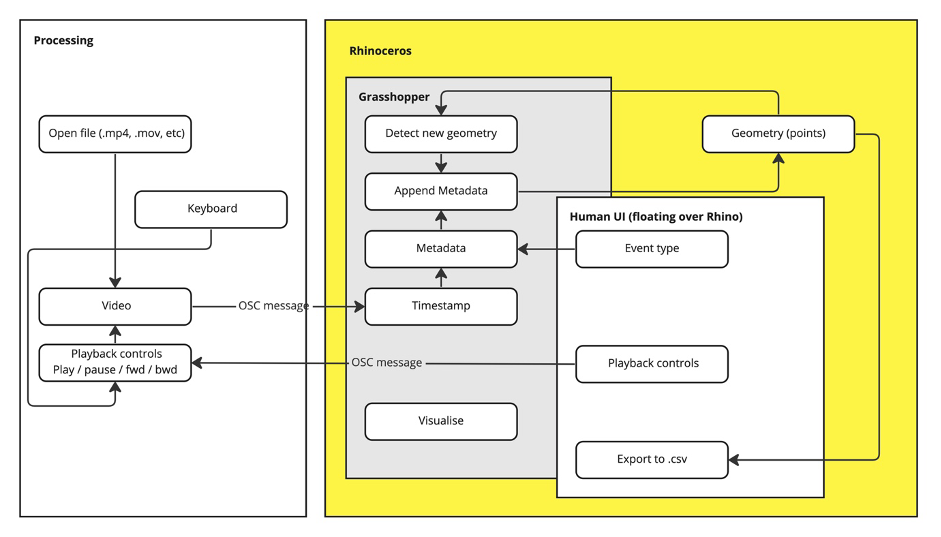 Processing
Open file (.mp4, .mov, etc)
Keyboard
Video
Playback controls
Play / pause / fwd / bwd
OSC message
OSC message
Rhinoceros
Grasshopper
Detect new geometry
Append Metadata
Metadata
Timestamp
Visualise
Geometry (points)
Human UI (floating over Rhino)
Event type
Playback controls
Export to .csv